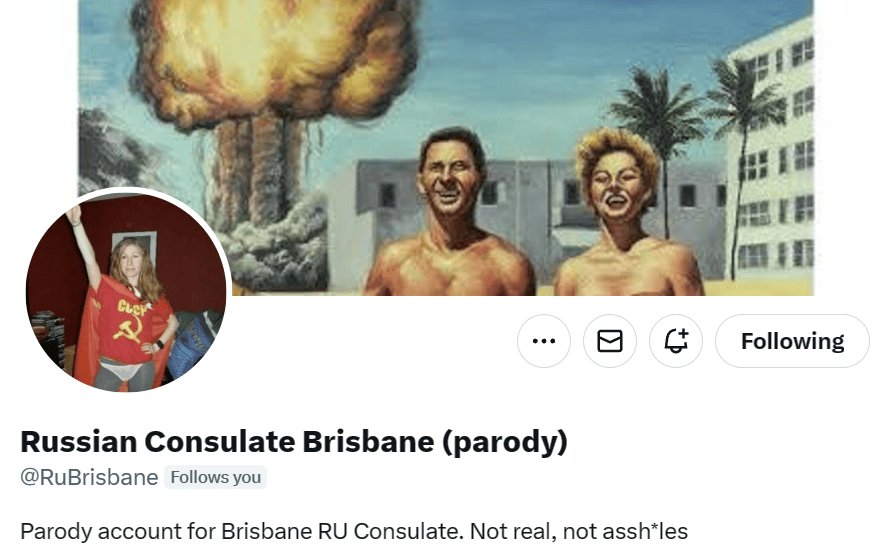 СССР
Following
Russian Consulate Brisbane (parody)
@RuBrisbane Follows you
Parody account for Brisbane RU Consulate. Not real, not assh*les